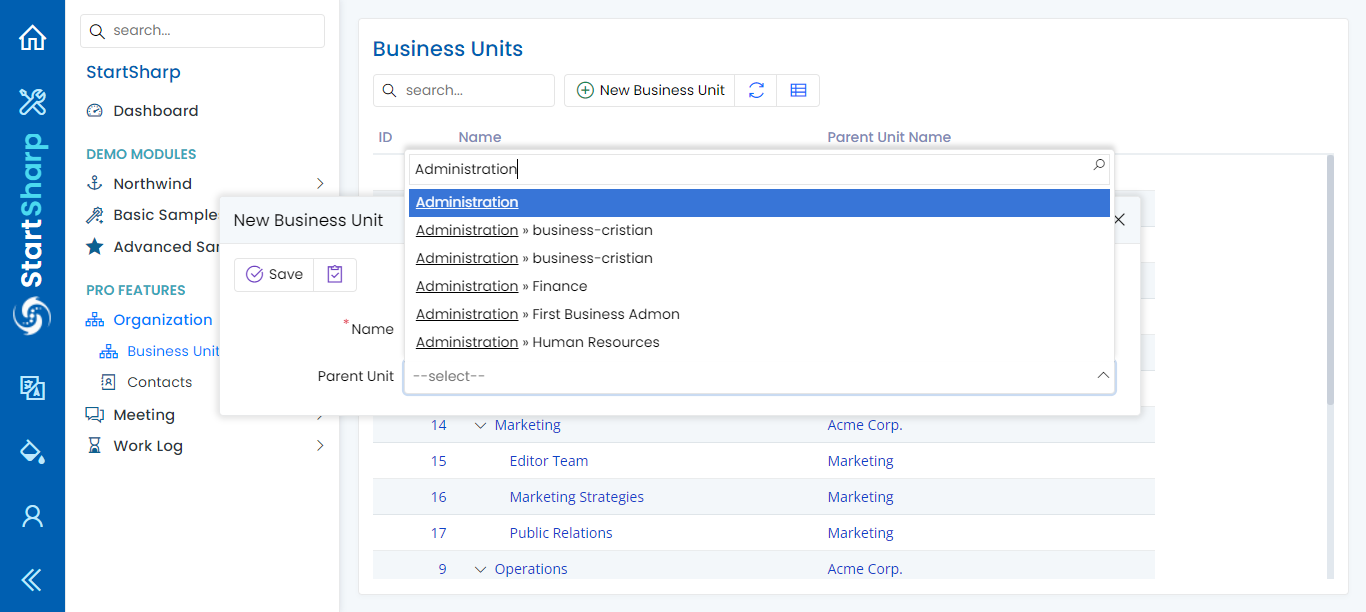 StartSharp
search...
StartSharp
Dashboard
DEMO MODULES
Northwind
Basic Sample
Advanced Sa
PRO FEATURES
Organization
Business Unit
Contacts
Meeting
Work Log
Business Units
search...
New Business Unit
ID Name Parent Unit Name
New Business Unit
Save
*Name
Parent Unit
Administration
Administration
Administration » business-cristian
Administration » business-cristian
Administration » Finance
Administration » First Business Admon
Administration » Human Resources
--select--
14 Marketing Acme Corp.
15 Editor Team Marketing
16 Marketing Strategies Marketing
17 Public Relations Marketing
9 Operations Acme Corp.